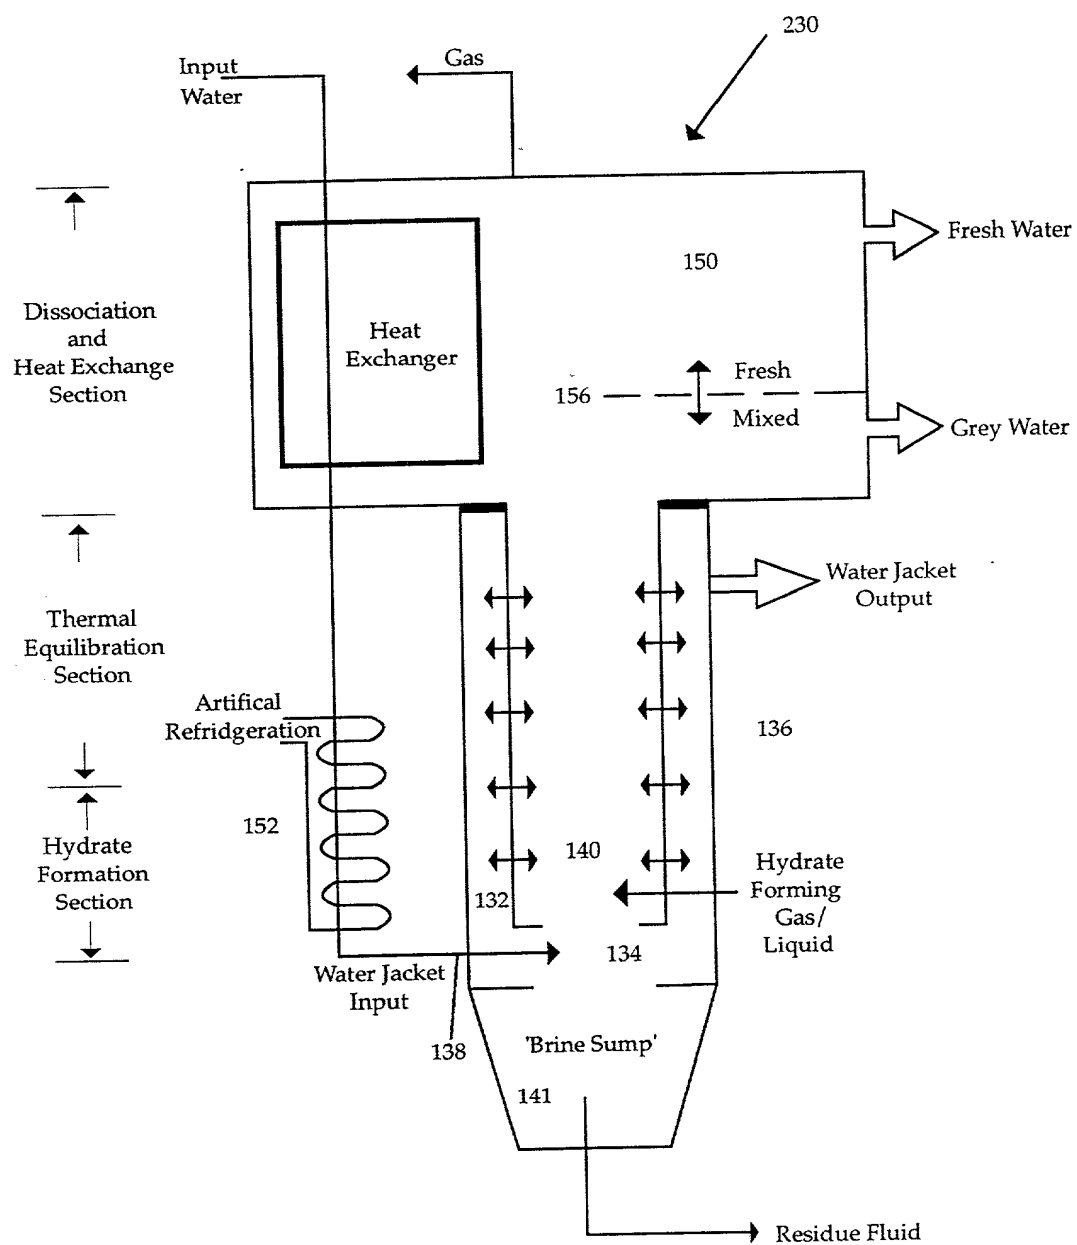 230
Gas
Input
Water
Fresh Water
150
Dissociation
and
Heat Exchange
Section
Heat
Exchanger
156
Fresh
Mixed
Grey Water
Water Jacket
Output
Thermal
Equilibration
Section
Artifical
Refridgeration
136
152
140
Hydrate
Formation
Section
132
Hydrate
Forming
Gas/
Liquid
134
Water Jacket
Input
138
'Brine Sump'
141
Residue Fluid